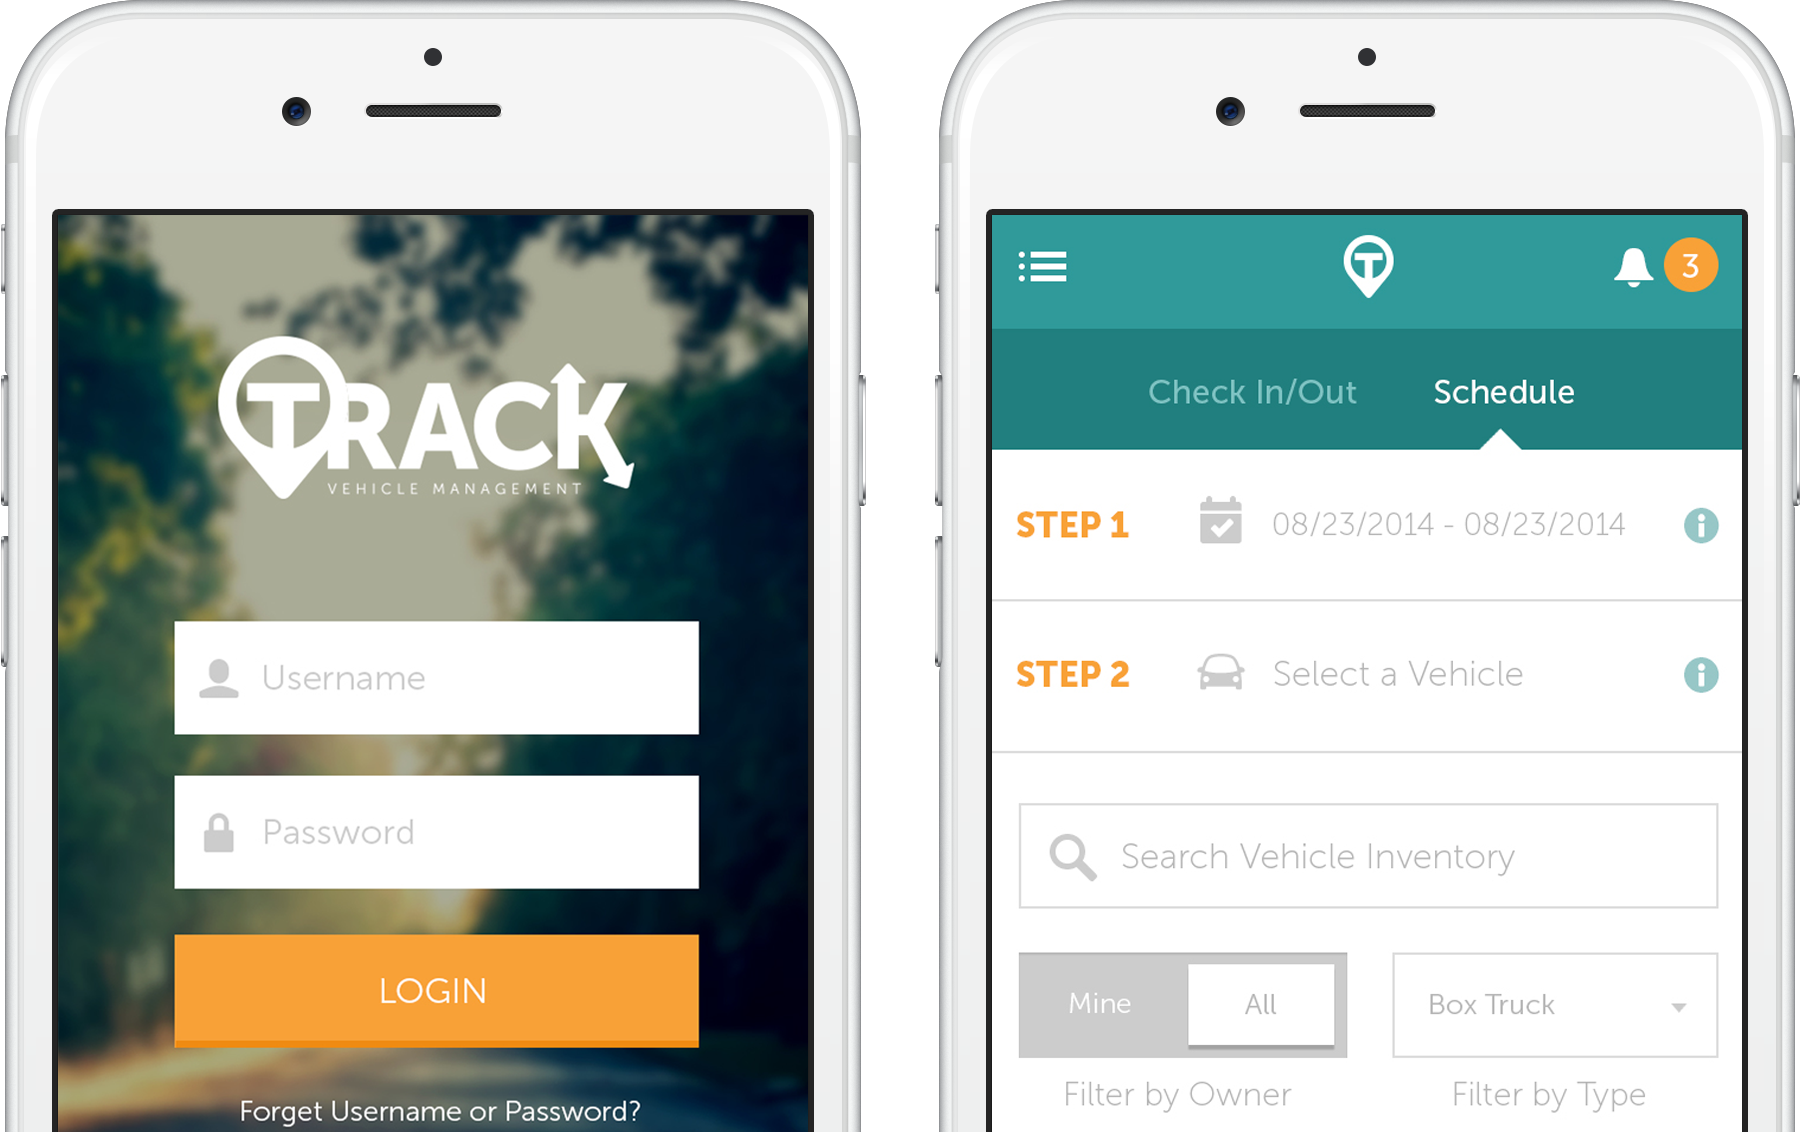 TRACK
VEHICLE MANAGEMENT
Username
Password
LOGIN
Forget Username or Password?
T
3
Check In/Out
Schedule
STEP 1
08/23/2014 - 08/23/2014
i
STEP 2
Select a Vehicle
i
Search Vehicle Inventory
Mine
All
Box Truck
Filter by Owner
Filter by Type